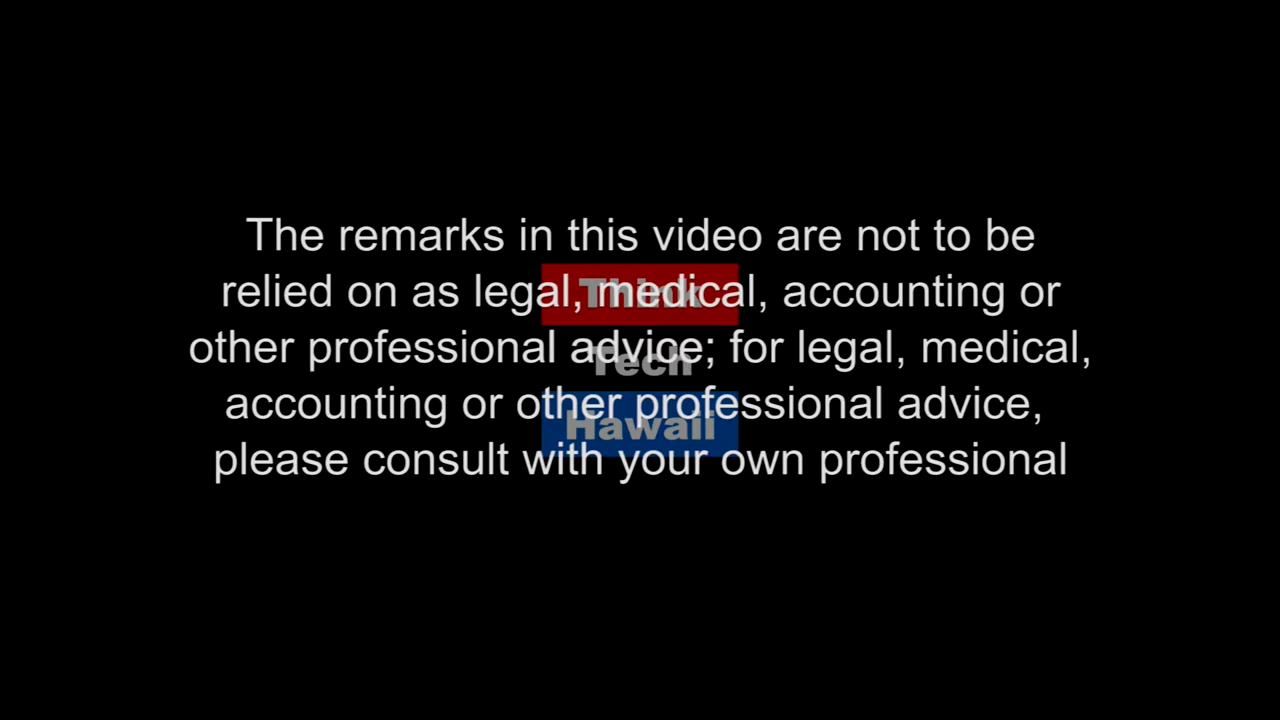 The remarks in this video are not to be
relied on as legal, medical, accounting or
other professional advice; for legal, medical,
accounting or other professional advice,
please consult with your own professional
Think
Tech
Hawaii